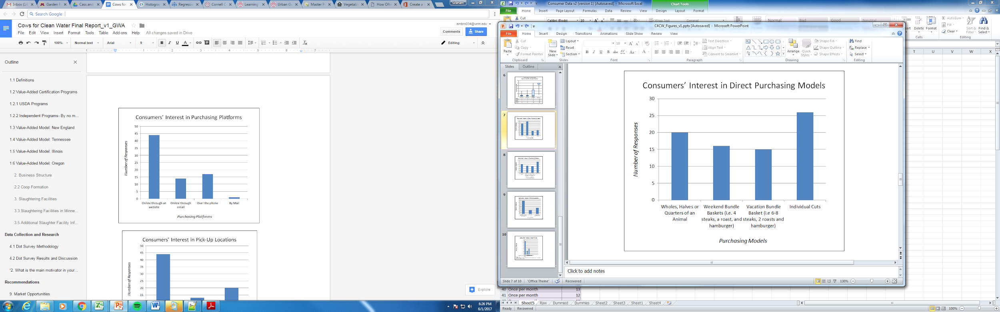 Inbox (14
Garden F
Cass and
Cows for
Histogra
Regressi
Cornell C
Learning
Urban G
Master P
Vegetabl
How Oft
Create a
Graham
Search Google
Cows for Clean Water Final Report_v1_GWA
ambro034@umn.edu
File Edit View Insert Format Tools Table Add-ons Help All changes saved in Drive
Comments
Share
100% Normal text Arial 9 B I U A Editing
1 1 2 3 4 5 6 7
Outline
1.1 Definitions
1.2 Value-Added Certification Programs
1.2.1 USDA Programs
1.2.2 Independent Programs- By no m...
1.3 Value-Added Model: New England
1.4 Value-Added Model: Tennessee
1.5 Value-Added Model: Illinois
1.6 Value-Added Model: Oregon
2. Business Structure
2.2 Coop Formation
3. Slaughtering Facilities
3.3 Slaughtering Facilities in Minne...
3.5 Additional Slaughter Facility Inf...
Data Collection and Research
4.1 Dot Survey Methodology
4.2 Dot Survey Results and Discussion
"2. What is the main motivator in your...
Recommendations
9. Market Opportunities
Consumers' Interest in Purchasing Platforms
50
45
40
35
30
25
20
15
10
5
0
Number of Responses
Online through an website
Online through email
Over the phone
By Mail
Purchasing Platforms
Consumers' Interest in Pick-Up Locations
50
45
40
35
30
25
20
15
Number of Responses
Explore
6:26 PM
6/1/2017
Consumer Data v2 (version 1) [Autosaved] - Microsoft Excel
Chart Tools
File Home Insert Page Layout Formulas Data Review View Design Layout Format
Cut
Calibri (Body) 10
Wrap Text
General
Normal Bad Good Neutral
Delete Format
Cells
AutoSum
Fill
Clear
Sort & Filter
Find & Select
Editing
T U V W X
C4CW_Figures_v1.pptx [Autosaved] - Microsoft PowerPoint
File Home Insert Design Transitions Animations Slide Show Review View
Paste
Cut
Copy
Format Painter
Clipboard
New Slide
Layout
Reset
Section
Slides
10
B I U S abc AV Aa A
Font
Text Direction
Align Text
Convert to SmartArt
Paragraph
Arrange
Quick Styles
Shape Fill
Shape Outline
Shape Effects
Drawing
Find
Replace
Select
Editing
Slides Outline
6
7
8
9
10
Consumers' Interest in Direct Purchasing Models
30
25
20
15
10
5
0
Number of Responses
Wholes, Halves or Quarters of an Animal
Weekend Bundle Baskets (i.e. 4 steaks, a roast, and hamburger)
Vacation Bundle Basket (i.e 6-8 steaks, 2 roasts and hamburger)
Individual Cuts
Purchasing Models
Click to add notes
Slide 7 of 10 "Office Theme" Recovered 130%
40 Once per month 13
41 Once per month 12
Sheet5 Raw Dummied Dummies Sheet2 Sheet3 Sheet1 Sheet4
Ready Recovered 100%